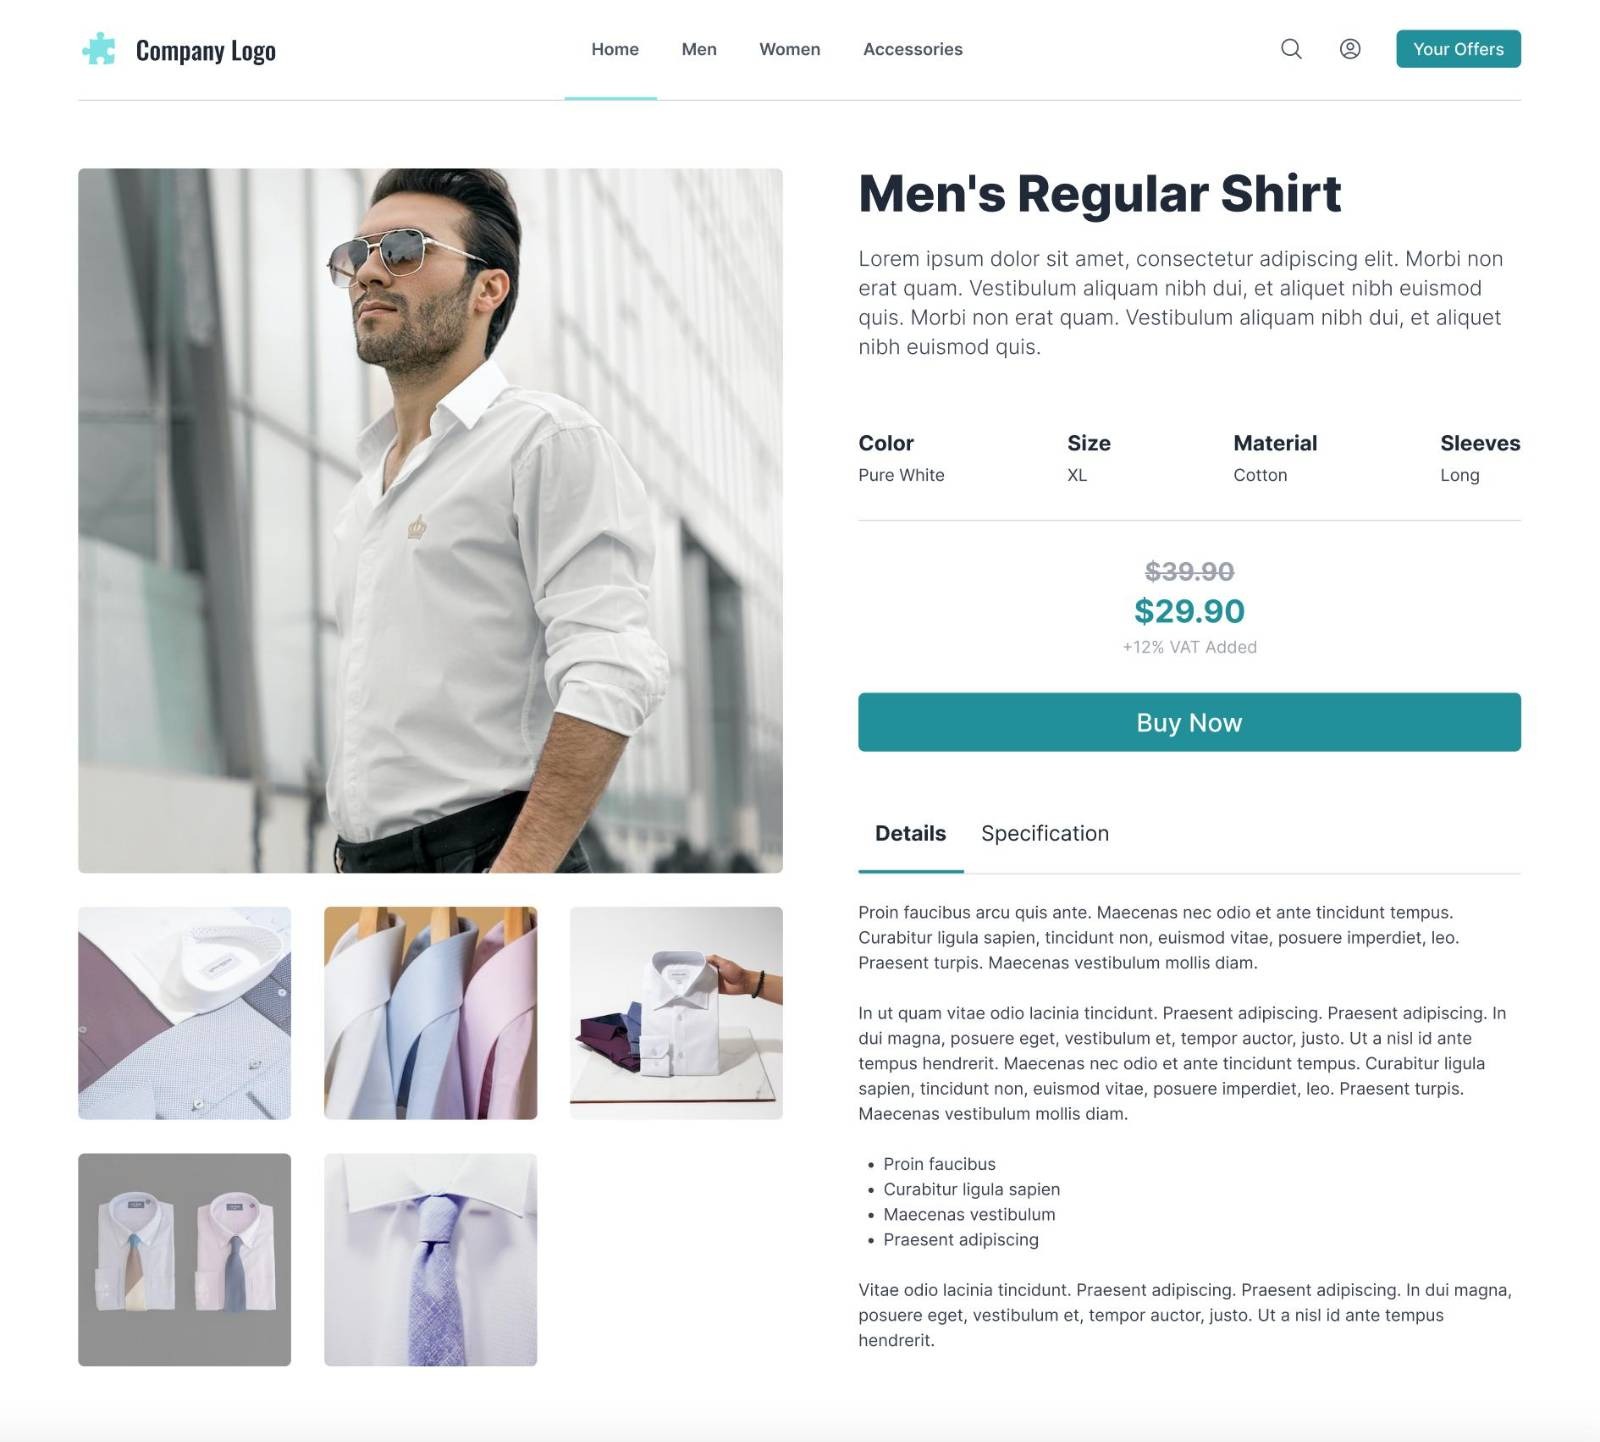 Company Logo
Home
Men
Women
Accessories
Your Offers
Men's Regular Shirt
Lorem ipsum dolor sit amet, consectetur adipiscing elit. Morbi non
erat quam. Vestibulum aliquam nibh dui, et aliquet nibh euismod
quis. Morbi non erat quam. Vestibulum aliquam nibh dui, et aliquet
nibh euismod quis.
Color
Pure White
Size
XL
Material
Cotton
Sleeves
Long
$39.90
$29.90
+12% VAT Added
Buy Now
Details
Specification
Proin faucibus arcu quis ante. Maecenas nec odio et ante tincidunt tempus.
Curabitur ligula sapien, tincidunt non, euismod vitae, posuere imperdiet, leo.
Praesent turpis. Maecenas vestibulum mollis diam.
In ut quam vitae odio lacinia tincidunt. Praesent adipiscing. Praesent adipiscing. In
dui magna, posuere eget, vestibulum et, tempor auctor, justo. Ut a nisl id ante
tempus hendrerit. Maecenas nec odio et ante tincidunt tempus. Curabitur ligula
sapien, tincidunt non, euismod vitae, posuere imperdiet, leo. Praesent turpis.
Maecenas vestibulum mollis diam.
• Proin faucibus
• Curabitur ligula sapien
• Maecenas vestibulum
• Praesent adipiscing
Vitae odio lacinia tincidunt. Praesent adipiscing. Praesent adipiscing. In dui magna,
posuere eget, vestibulum et, tempor auctor, justo. Ut a nisl id ante tempus
hendrerit.